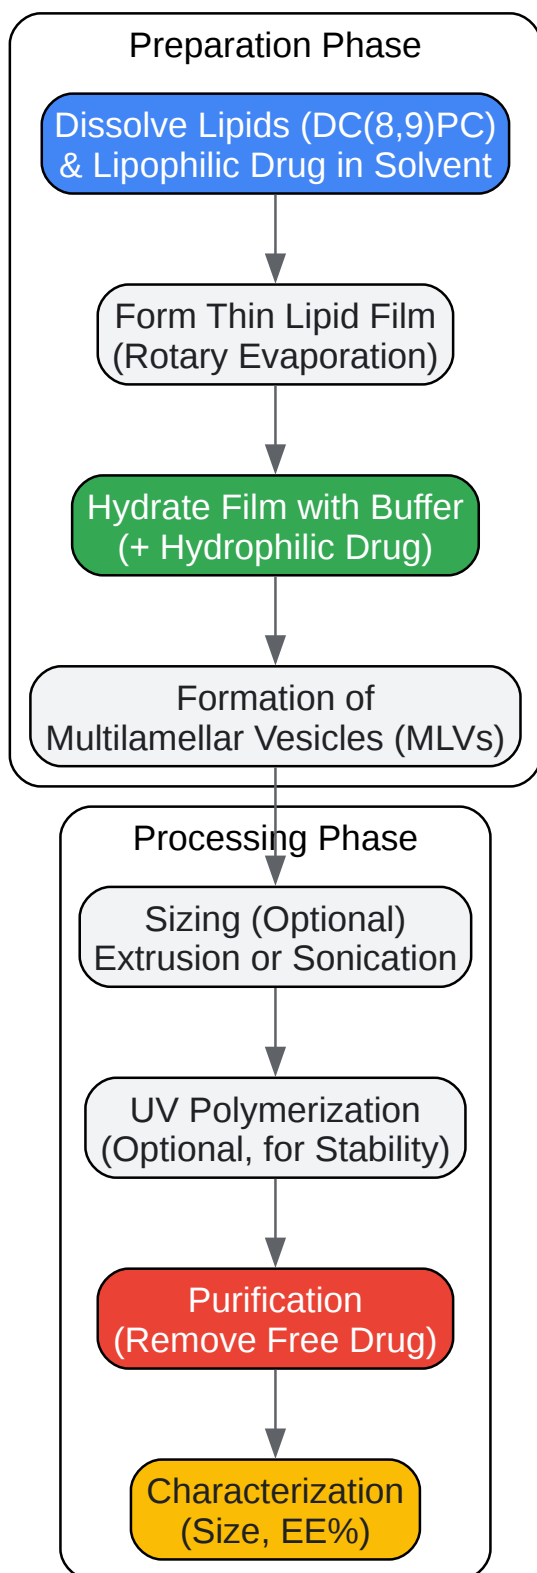 Preparation Phase
Dissolve Lipids (DC(8,9)PC)
& Lipophilic Drug in Solvent
Form Thin Lipid Film
(Rotary Evaporation)
Hydrate Film with Buffer
(+ Hydrophilic Drug)
Formation of
Multilamellar Vesicles (MLVs)
Processing Phase
Sizing (Optional)
Extrusion or Sonication
UV Polymerization
(Optional, for Stability)
Purification
(Remove Free Drug)
Characterization
(Size, EE%)